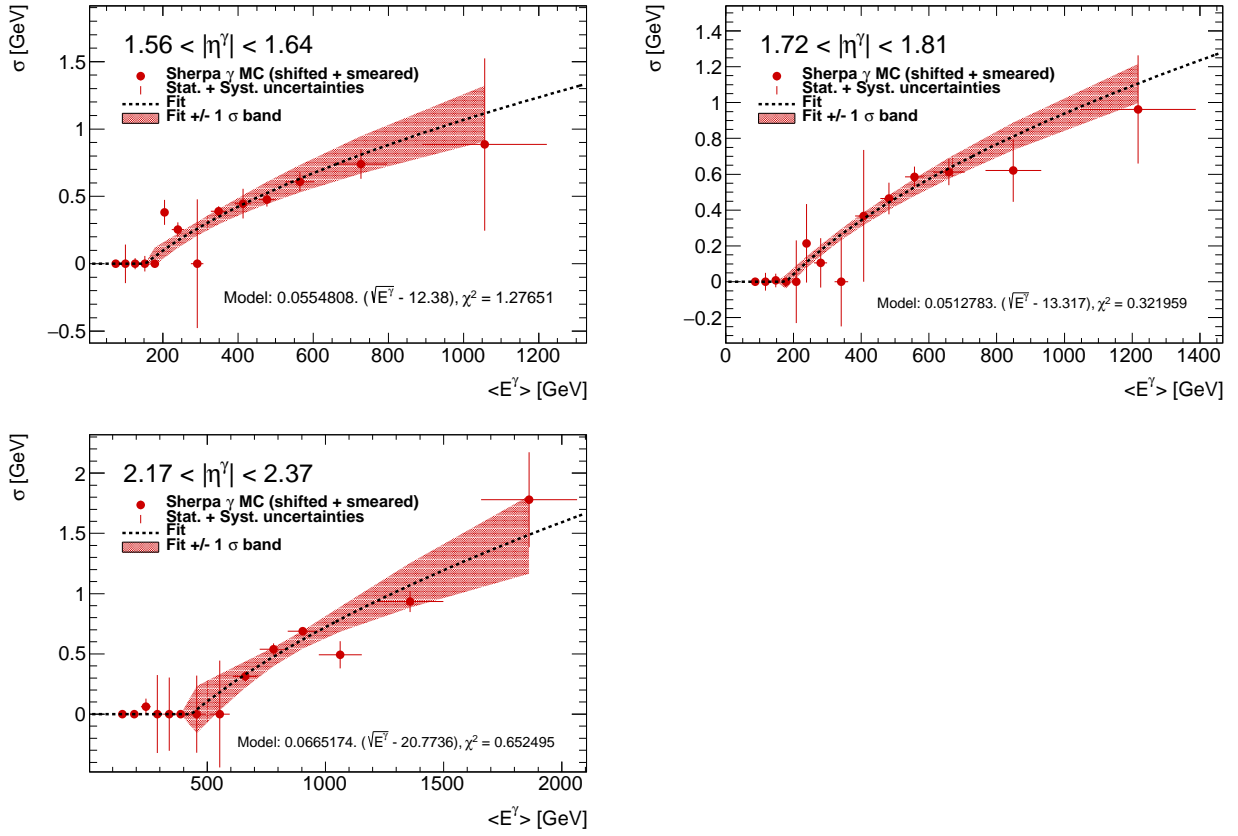 σ [GeV]
1.56 < |η^γ| < 1.64
Sherpa γ MC (shifted + smeared)
Stat. + Syst. uncertainties
Fit
Fit +/- 1 σ band
1.5
1
0.5
0
−0.5
Model: 0.0554808. (√E^γ - 12.38), χ² = 1.27651
200 400 600 800 1000 1200
<E^γ> [GeV]
σ [GeV]
1.72 < |η^γ| < 1.81
Sherpa γ MC (shifted + smeared)
Stat. + Syst. uncertainties
Fit
Fit +/- 1 σ band
1.4
1.2
1
0.8
0.6
0.4
0.2
0
−0.2
Model: 0.0512783. (√E^γ - 13.317), χ² = 0.321959
0 200 400 600 800 1000 1200 1400
<E^γ> [GeV]
σ [GeV]
2.17 < |η^γ| < 2.37
Sherpa γ MC (shifted + smeared)
Stat. + Syst. uncertainties
Fit
Fit +/- 1 σ band
2
1.5
1
0.5
0
Model: 0.0665174. (√E^γ - 20.7736), χ² = 0.652495
500 1000 1500 2000
<E^γ> [GeV]